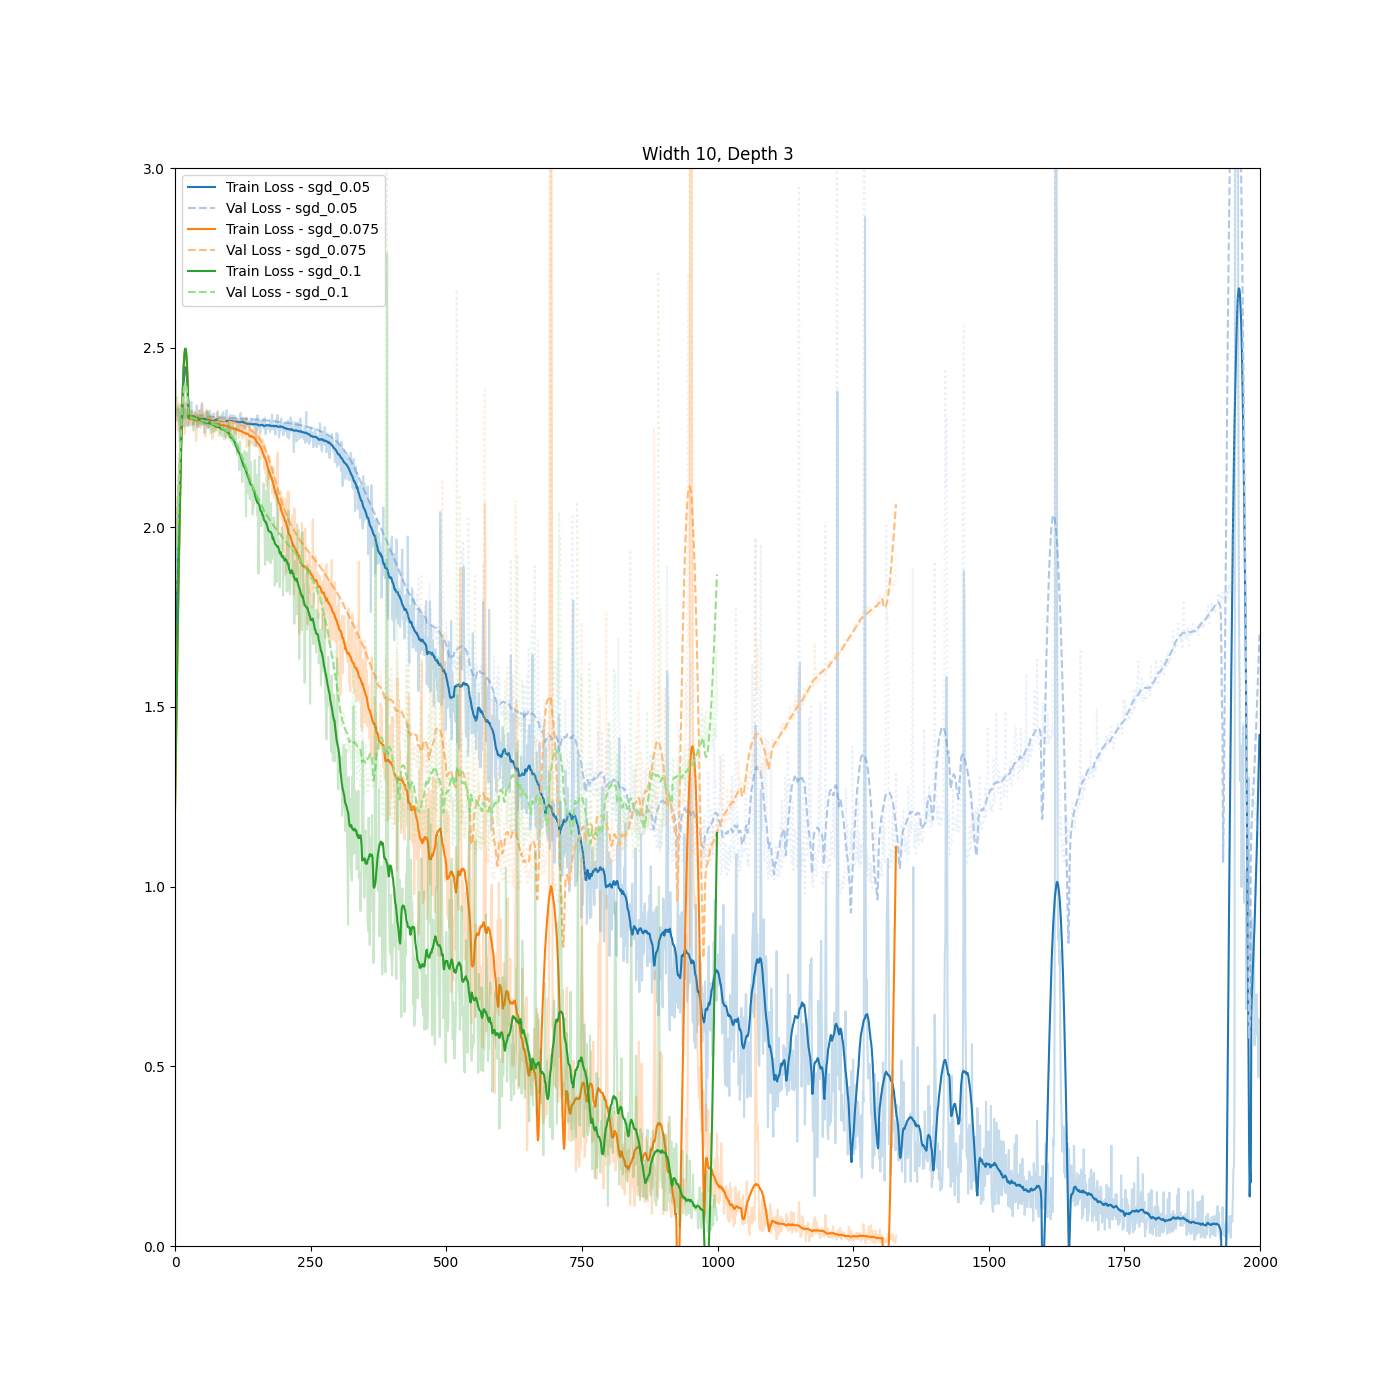 Width 10, Depth 3
3.0
2.5
2.0
1.5
1.0
0.5
0.0
Train Loss - sgd_0.05
Val Loss - sgd_0.05
Train Loss - sgd_0.075
Val Loss - sgd_0.075
Train Loss - sgd_0.1
Val Loss - sgd_0.1
0 250 500 750 1000 1250 1500 1750 2000